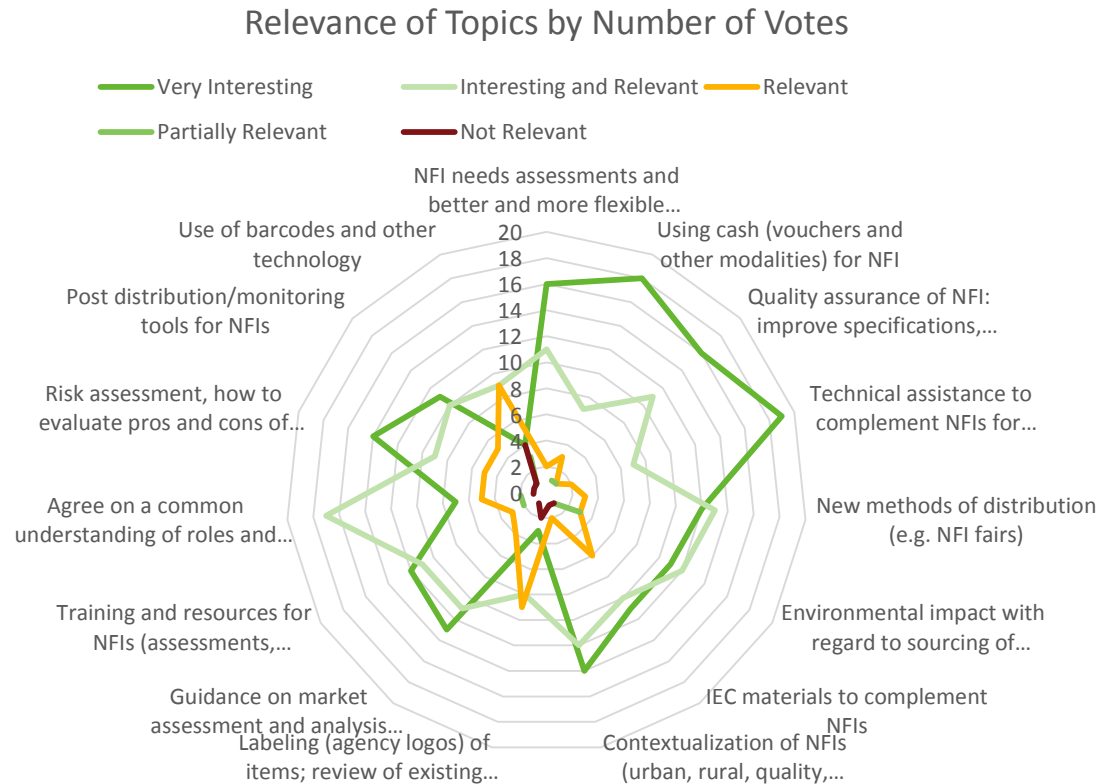 Relevance of Topics by Number of Votes
Very Interesting
Interesting and Relevant
Relevant
Partially Relevant
Not Relevant
NFI needs assessments and
better and more flexible…
Using cash (vouchers and
other modalities) for NFI
Quality assurance of NFI:
improve specifications,…
Technical assistance to
complement NFIs for…
New methods of distribution
(e.g. NFI fairs)
Environmental impact with
regard to sourcing of…
IEC materials to complement
NFIs
Contextualization of NFIs
(urban, rural, quality,…
Labeling (agency logos) of
items; review of existing…
Guidance on market
assessment and analysis…
Training and resources for
NFIs (assessments,…
Agree on a common
understanding of roles and…
Risk assessment, how to
evaluate pros and cons of…
Post distribution/monitoring
tools for NFIs
Use of barcodes and other
technology
20
18
16
14
12
10
8
6
4
2
0